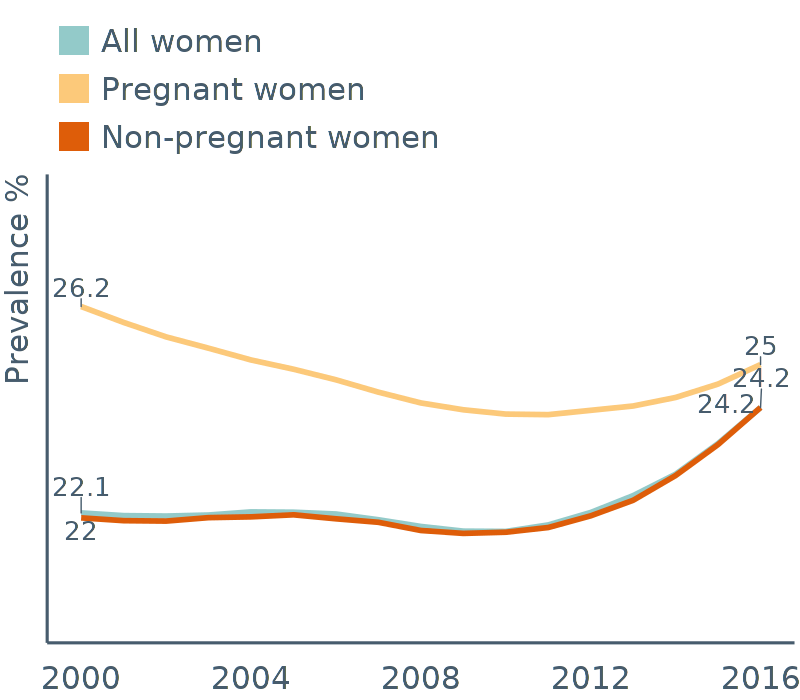 All women
Pregnant women
Non-pregnant women
Prevalence %
26.2
25
24.2
24.2
22.1
22
2000 2004 2008 2012 2016